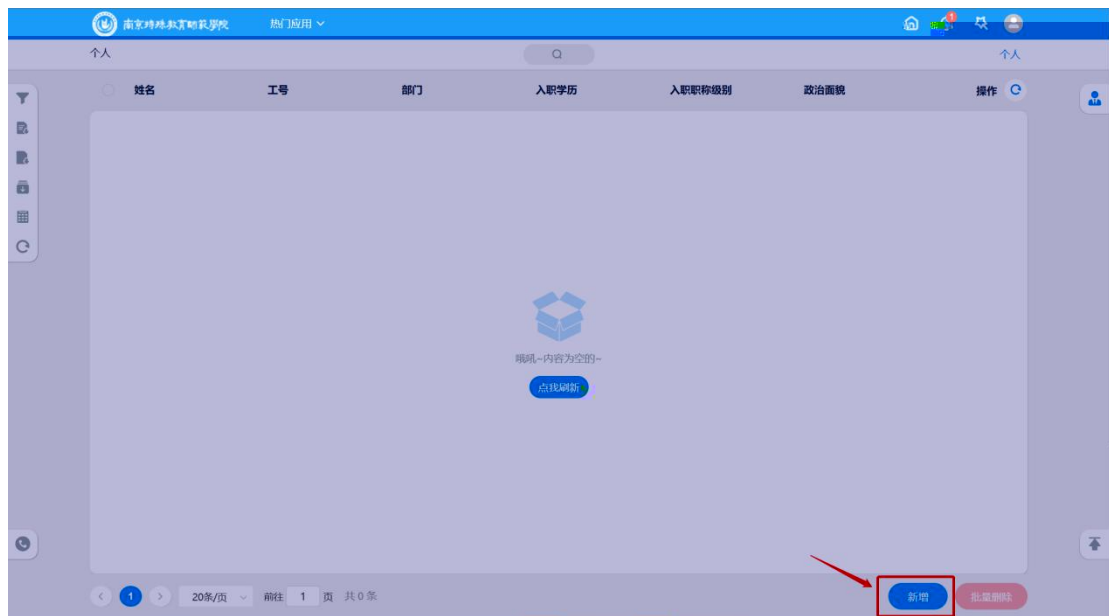 南京特殊教育师范学院 热门应用 1
个人 个人
姓名 工号 部门 入职学历 入职职称级别 政治面貌 操作
哦吼~内容为空的~
点我刷新
1 20条/页 前往 1 页 共0条 新增 批量删除